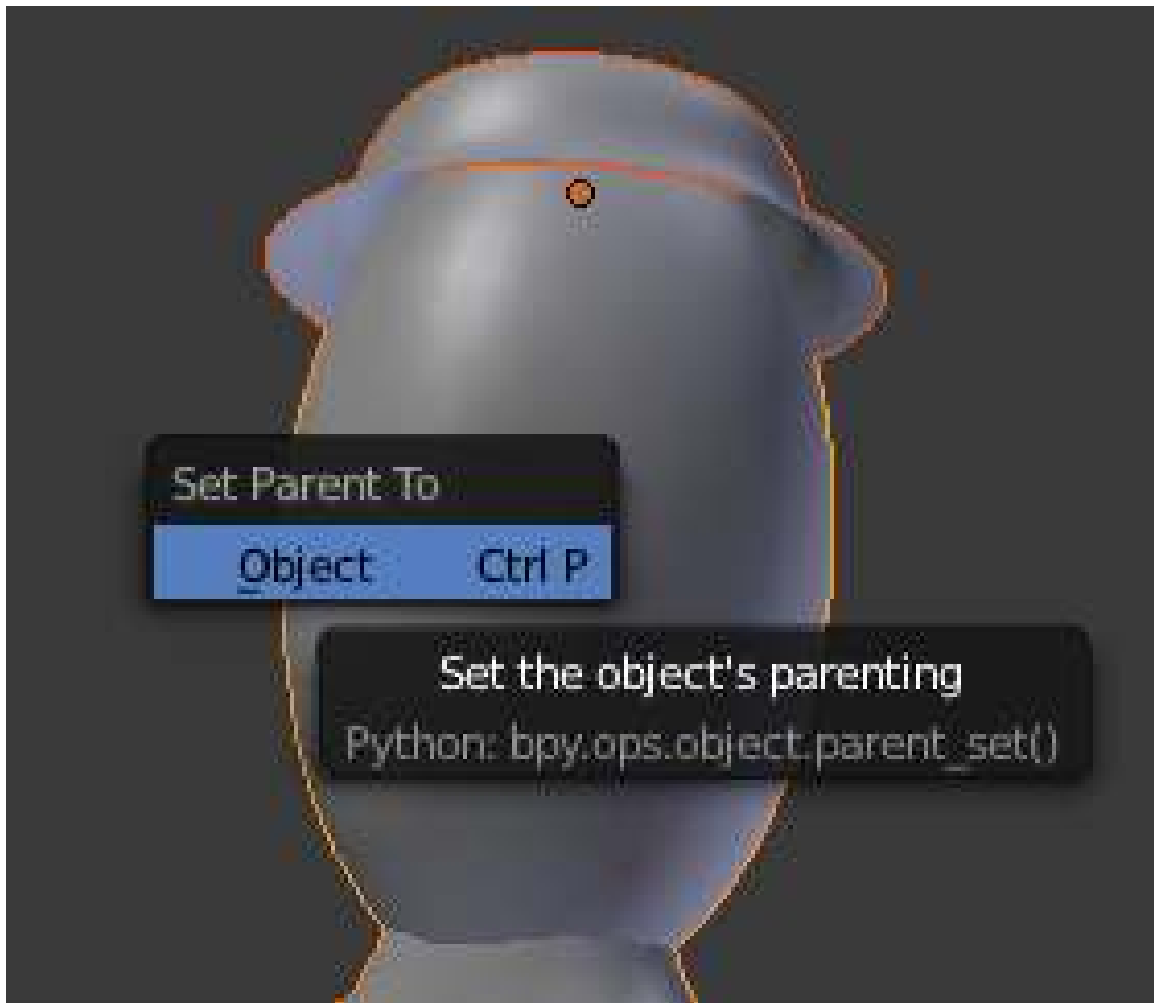 Set Parent To
Object Ctrl P
Set the object's parenting
Python: bpy.ops.object.parent_set()